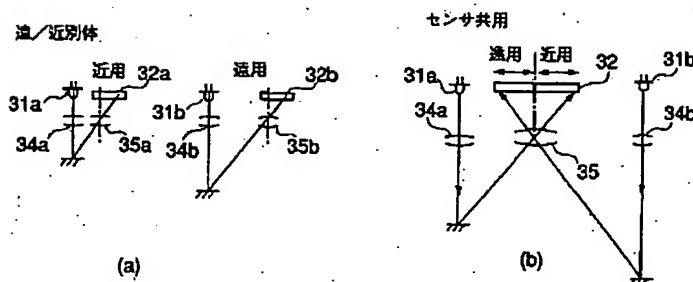 遠/近別体
近用
32a
31a
34a
35a
遠用
32b
31b
34b
35b
(a)
センサ共用
遠用
近用
31a
32
31b
34a
34b
35
(b)